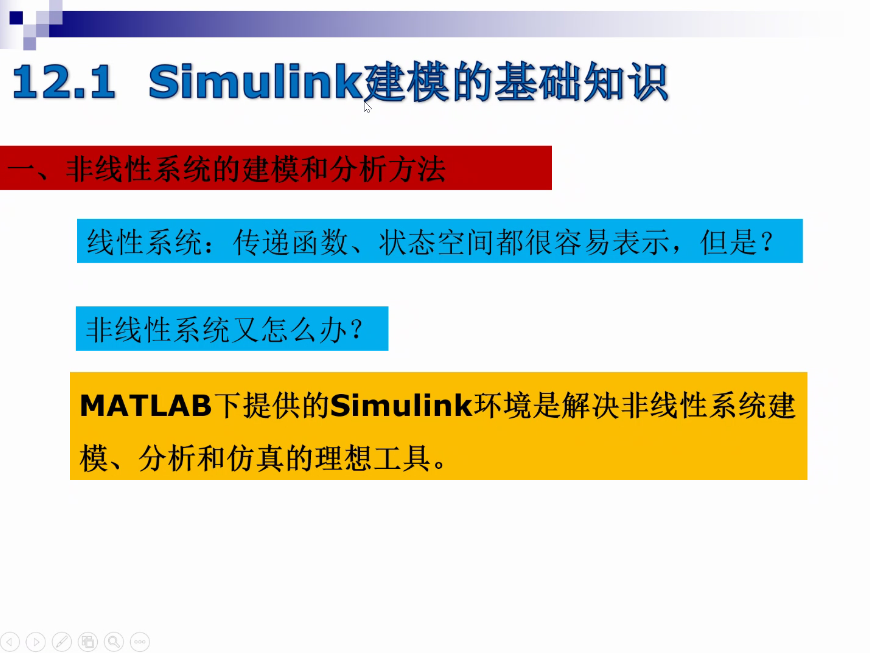 12.1 Simulink建模的基础知识
一、非线性系统的建模和分析方法
线性系统：传递函数、状态空间都很容易表示，但是？
非线性系统又怎么办？
MATLAB下提供的Simulink环境是解决非线性系统建
模、分析和仿真的理想工具。